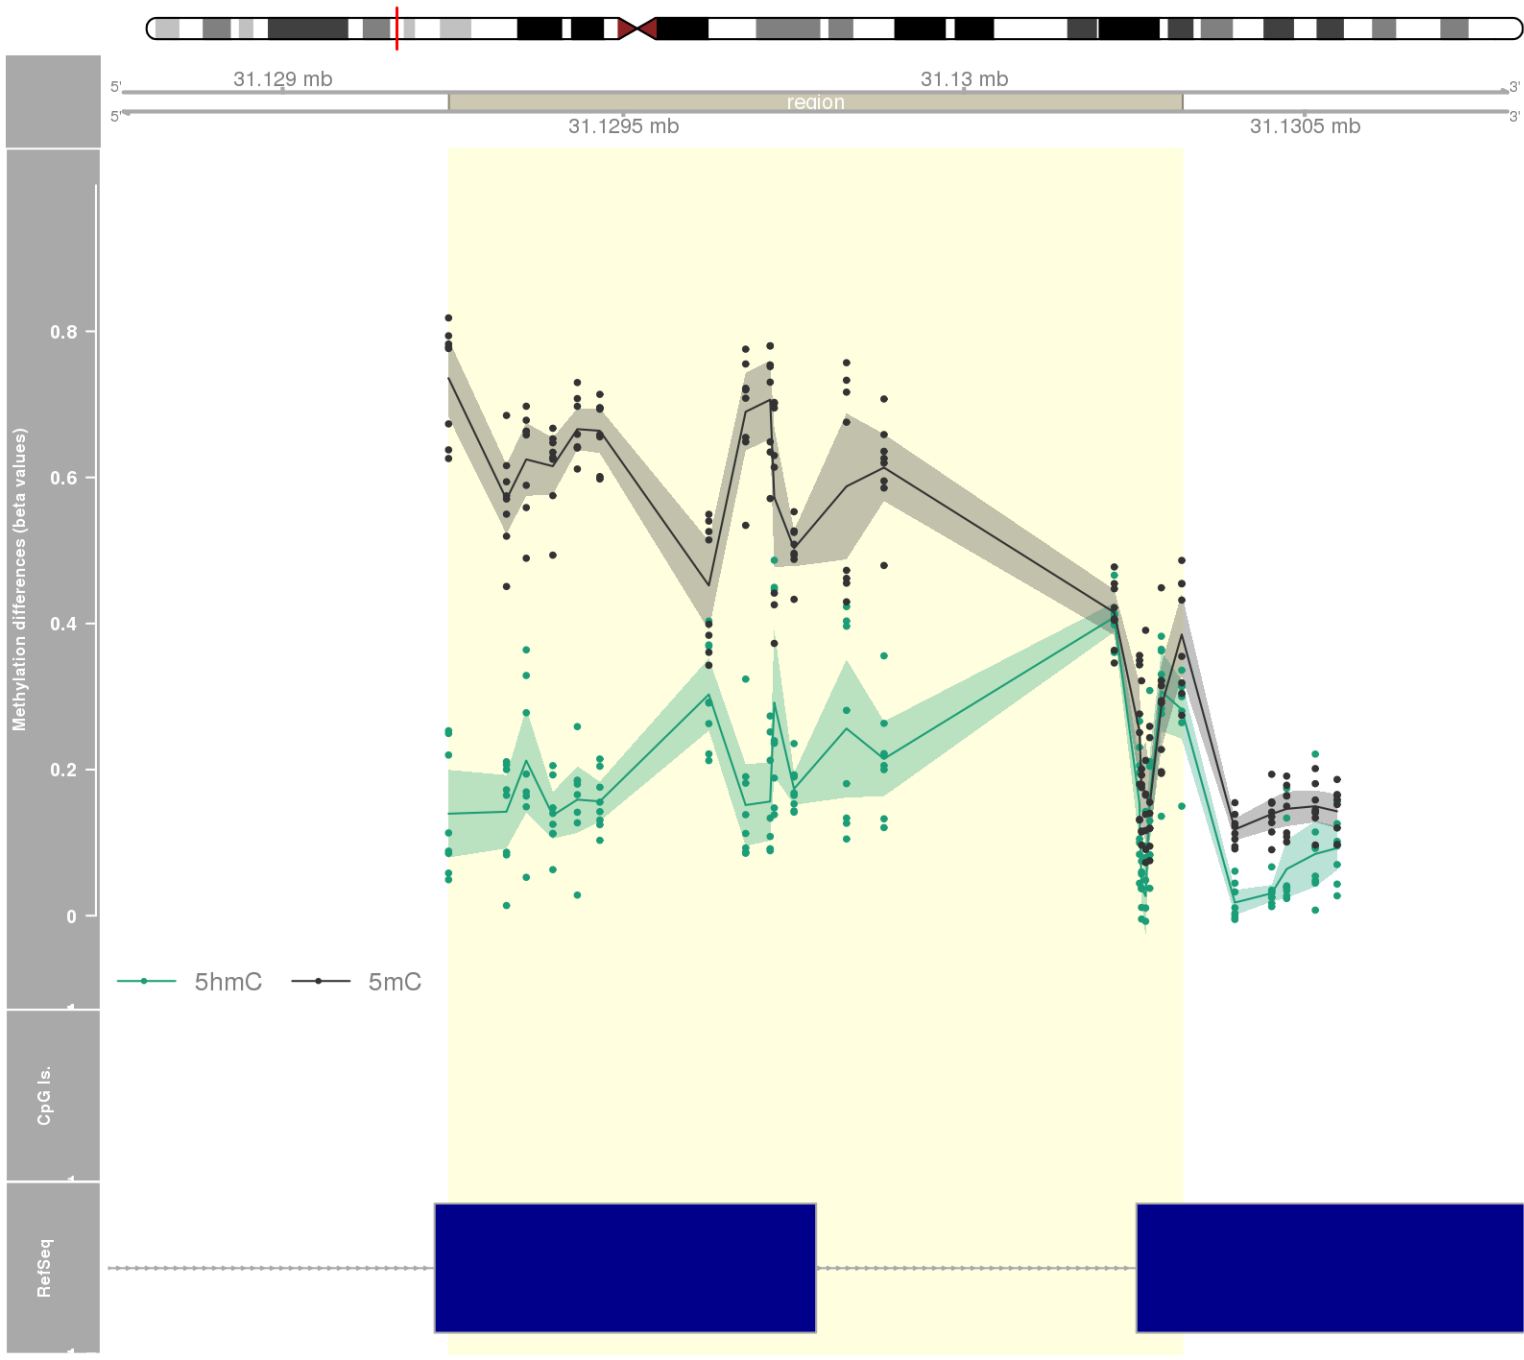 31.129 mb
31.13 mb
5'
3'
region
5'
3'
31.1295 mb
31.1305 mb
Methylation differences (beta values)
0.8
0.6
0.4
0.2
0
5hmC
5mC
CpG Is.
RefSeq